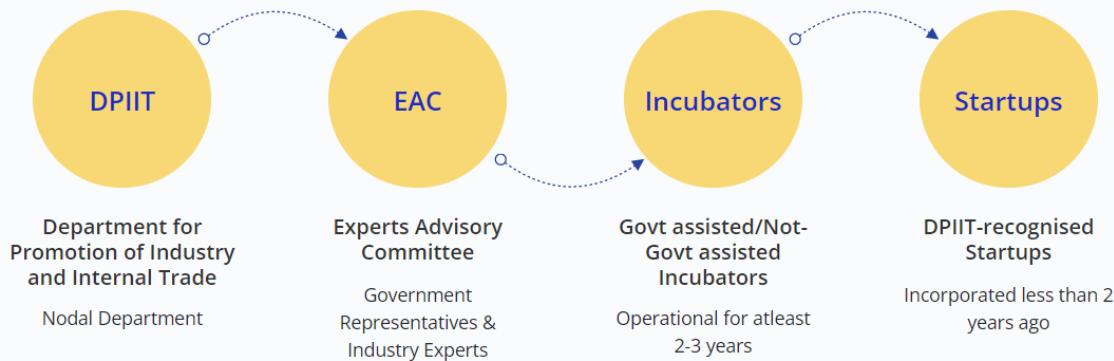 DPIIT
EAC
Incubators
Startups
Department for
Promotion of Industry
and Internal Trade
Nodal Department
Experts Advisory
Committee
Government
Representatives &
Industry Experts
Govt assisted/Not-
Govt assisted
Incubators
Operational for atleast
2-3 years
DPIIT-recognised
Startups
Incorporated less than 2
years ago